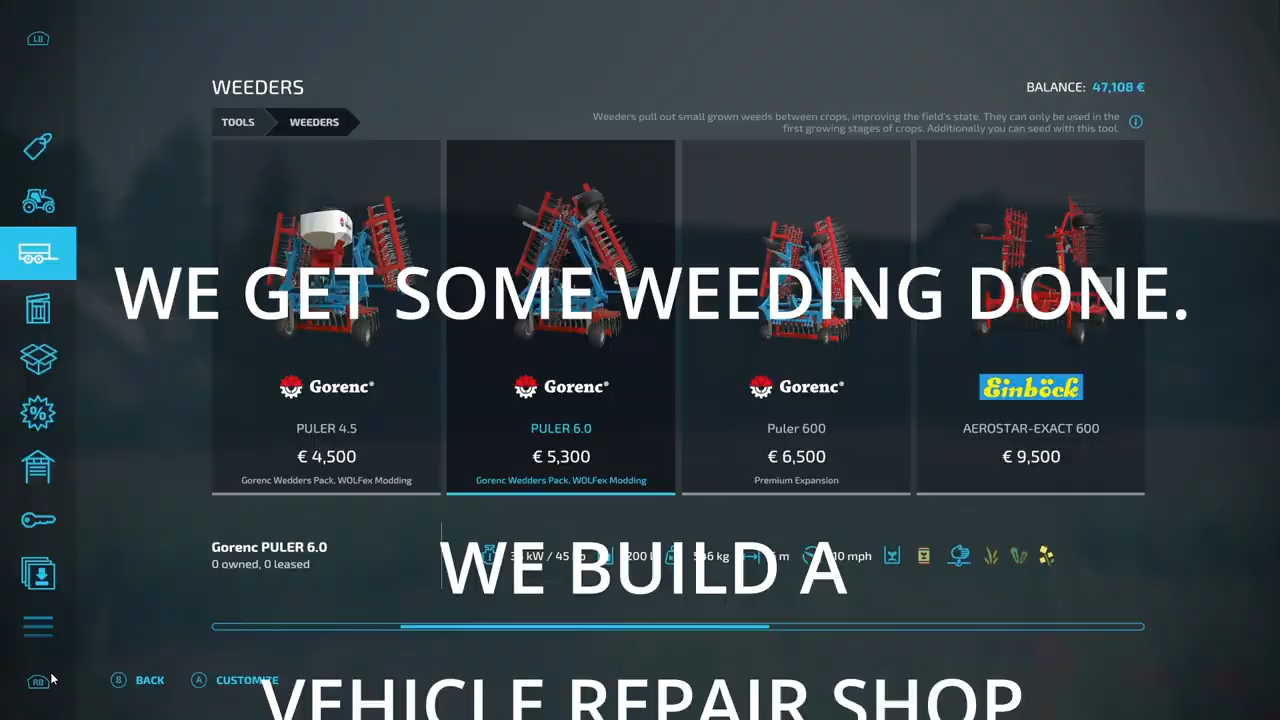 LB
WEEDERS
BALANCE: 47,108 €
TOOLS
WEEDERS
Weeders pull out small grown weeds between crops, improving the field's state. They can only be used in the
first growing stages of crops. Additionally you can seed with this tool.
WE GET SOME WEEDING DONE.
Gorenc®
Gorenc®
Gorenc®
Einböck
PULER 4.5
PULER 6.0
Puler 600
AEROSTAR-EXACT 600
€ 4,500
€ 5,300
€ 6,500
€ 9,500
Gorenc Wedders Pack, WOLFex Modding
Gorenc Wedders Pack, WOLFex Modding
Premium Expansion
Gorenc PULER 6.0
0 owned, 0 leased
kW / 45
200
kg
m
10 mph
WE BUILD A
RB
B BACK
A CUSTOMIZE
VEHICLE REPAIR SHOP